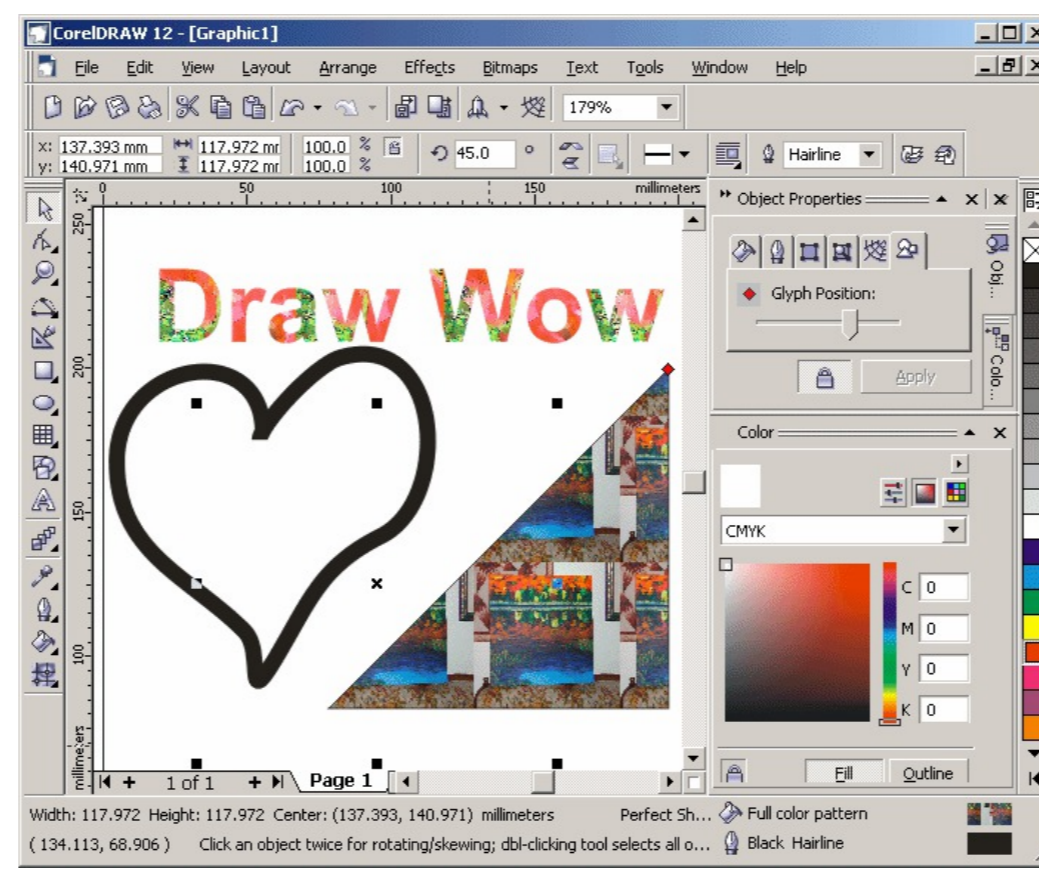 CorelDRAW 12 - [Graphic1]
File Edit View Layout Arrange Effects Bitmaps Text Tools Window Help
179%
x: 137.393 mm 117.972 mr 100.0 % 45.0 ° Hairline
y: 140.971 mm 117.972 mr 100.0 %
0 50 100 150 millimeters
Object Properties
250
Obj...
Glyph Position:
Draw Wow
Colo...
200
Apply
Color
150
CMYK
C 0
M 0
100
Y 0
K 0
millimeters
1 of 1 Page 1
Fill Outline
Width: 117.972 Height: 117.972 Center: (137.393, 140.971) millimeters Perfect Sh... Full color pattern
( 134.113, 68.906 ) Click an object twice for rotating/skewing; dbl-clicking tool selects all o... Black Hairline